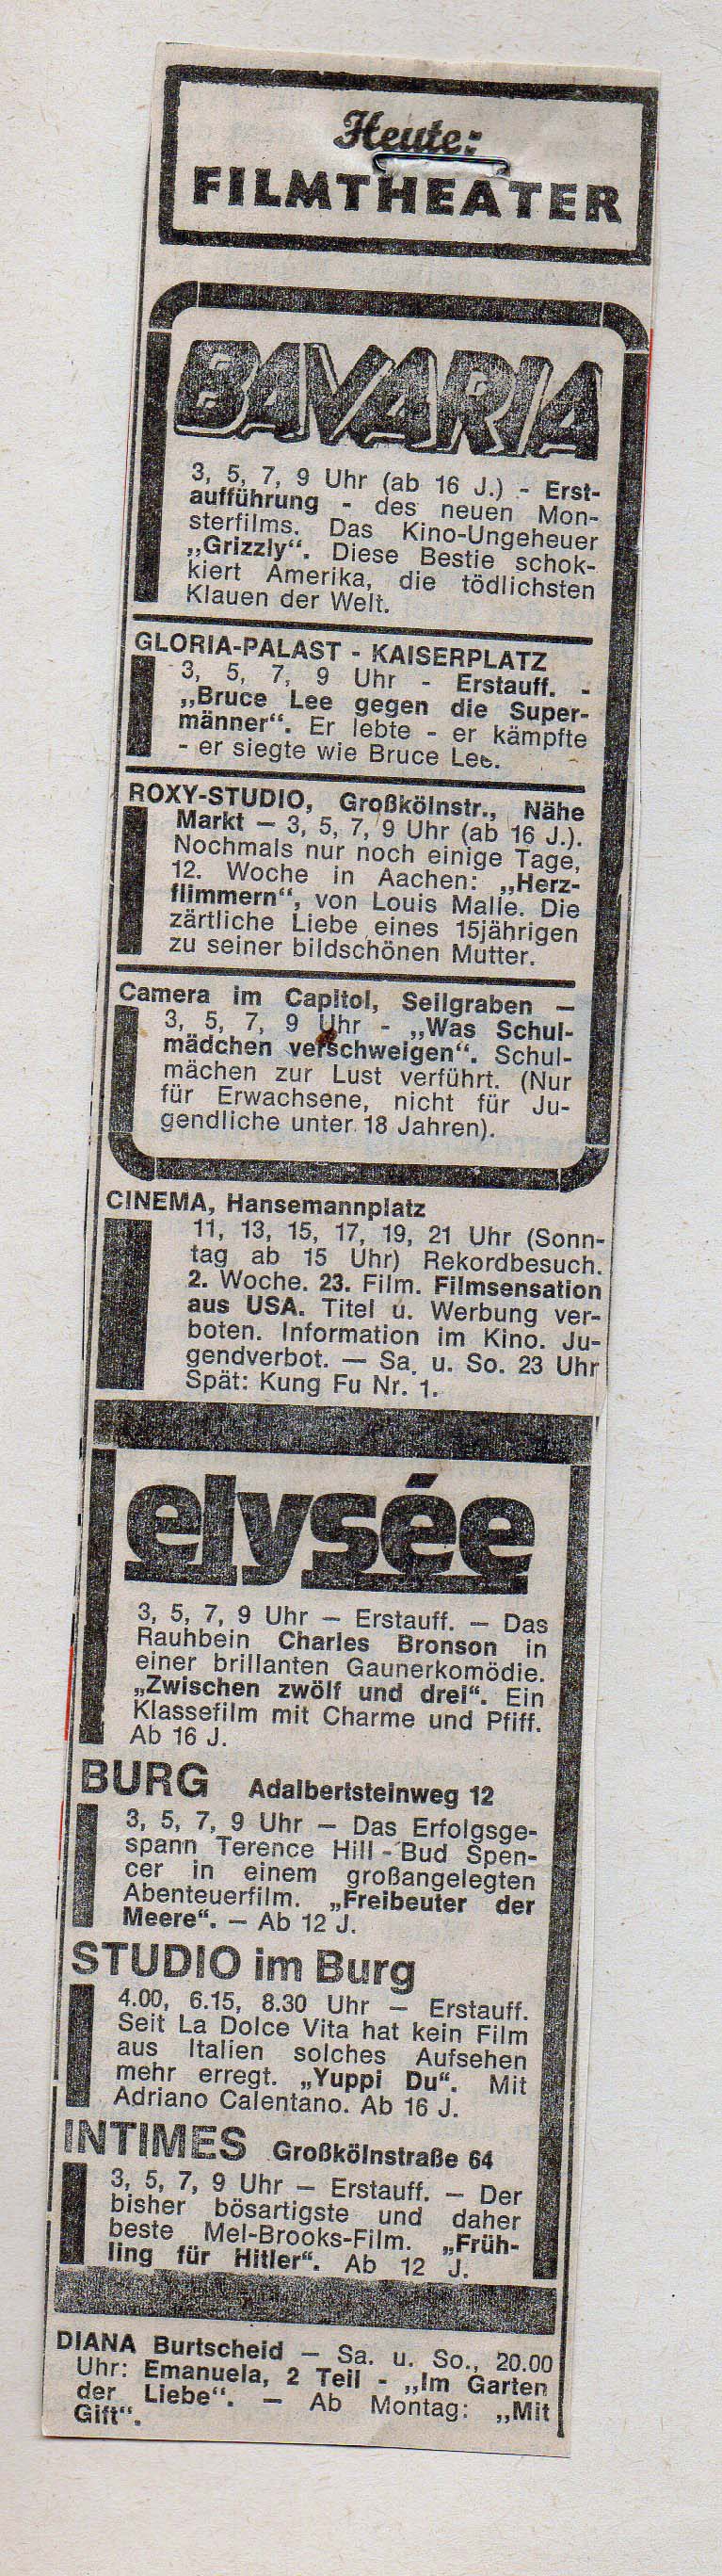 Heute:
FILMTHEATER
BAVARIA
3, 5, 7, 9 Uhr (ab 16 J.) - Erst-
aufführung - des neuen Mon-
sterfilms. Das Kino-Ungeheuer
„Grizzly“. Diese Bestie schok-
kiert Amerika, die tödlichsten
Klauen der Welt.
GLORIA-PALAST - KAISERPLATZ
3, 5, 7, 9 Uhr - Erstauff. -
„Bruce Lee gegen die Super-
männer“. Er lebte - er kämpfte
- er siegte wie Bruce Lee.
ROXY-STUDIO, Großkölnstr., Nähe
Markt — 3, 5, 7, 9 Uhr (ab 16 J.).
Nochmals nur noch einige Tage,
12. Woche in Aachen: „Herz-
flimmern“, von Louis Malle. Die
zärtliche Liebe eines 15jährigen
zu seiner bildschönen Mutter.
Camera im Capitol, Seilgraben —
3, 5, 7, 9 Uhr - „Was Schul-
mädchen verschweigen“. Schul-
mächen zur Lust verführt. (Nur
für Erwachsene, nicht für Ju-
gendliche unter 18 Jahren).
CINEMA, Hansemannplatz
11, 13, 15, 17, 19, 21 Uhr (Sonn-
tag ab 15 Uhr) Rekordbesuch.
2. Woche. 23. Film. Filmsensation
aus USA. Titel u. Werbung ver-
boten. Information im Kino. Ju-
gendverbot. — Sa. u. So. 23 Uhr
Spät: Kung Fu Nr. 1.
elysée
3, 5, 7, 9 Uhr — Erstauff. — Das
Rauhbein Charles Bronson in
einer brillanten Gaunerkomödie.
„Zwischen zwölf und drei“. Ein
Klassefilm mit Charme und Pfiff.
Ab 16 J.
BURG Adalbertsteinweg 12
3, 5, 7, 9 Uhr — Das Erfolgsge-
spann Terence Hill - Bud Spen-
cer in einem großangelegten
Abenteuerfilm. „Freibeuter der
Meere“. — Ab 12 J.
STUDIO im Burg
4.00, 6.15, 8.30 Uhr — Erstauff.
Seit La Dolce Vita hat kein Film
aus Italien solches Aufsehen
mehr erregt. „Yuppi Du“. Mit
Adriano Calentano. Ab 16 J.
INTIMES Großkölnstraße 64
3, 5, 7, 9 Uhr — Erstauff. — Der
bisher bösartigste und daher
beste Mel-Brooks-Film. „Früh-
ling für Hitler“. Ab 12 J.
DIANA Burtscheid — Sa. u. So., 20.00
Uhr: Emanuela, 2 Teil - „Im Garten
der Liebe“. — Ab Montag: „Mit
Gift“.